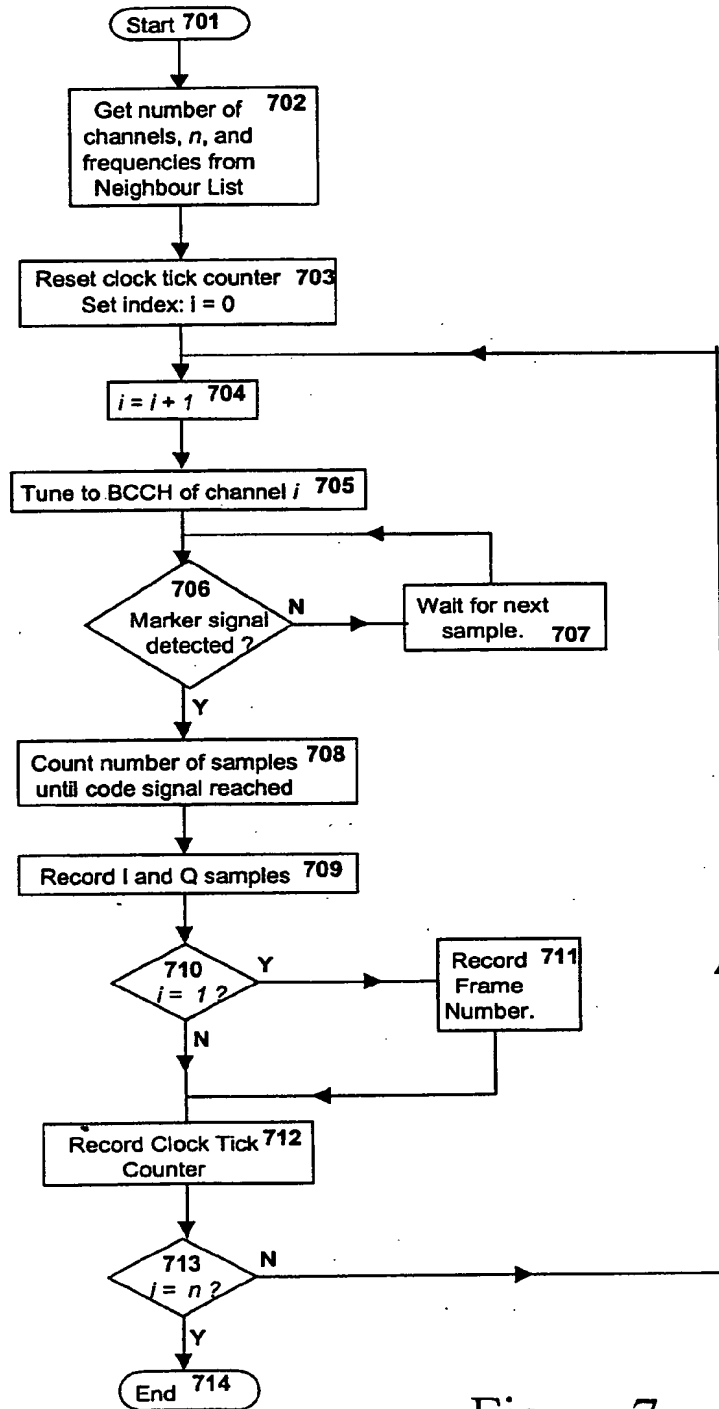 Start 701
Get number of 702
channels, n, and
frequencies from
Neighbour List
Reset clock tick counter 703
Set index: i = 0
i = i + 1 704
Tune to BCCH of channel i 705
706
Marker signal
detected ?
N
Wait for next
sample. 707
Y
Count number of samples 708
until code signal reached
Record I and Q samples 709
710
i = 1 ?
Y
Record 711
Frame
Number.
N
Record Clock Tick 712
Counter
713
i = n ?
N
Y
End 714
Figure 7